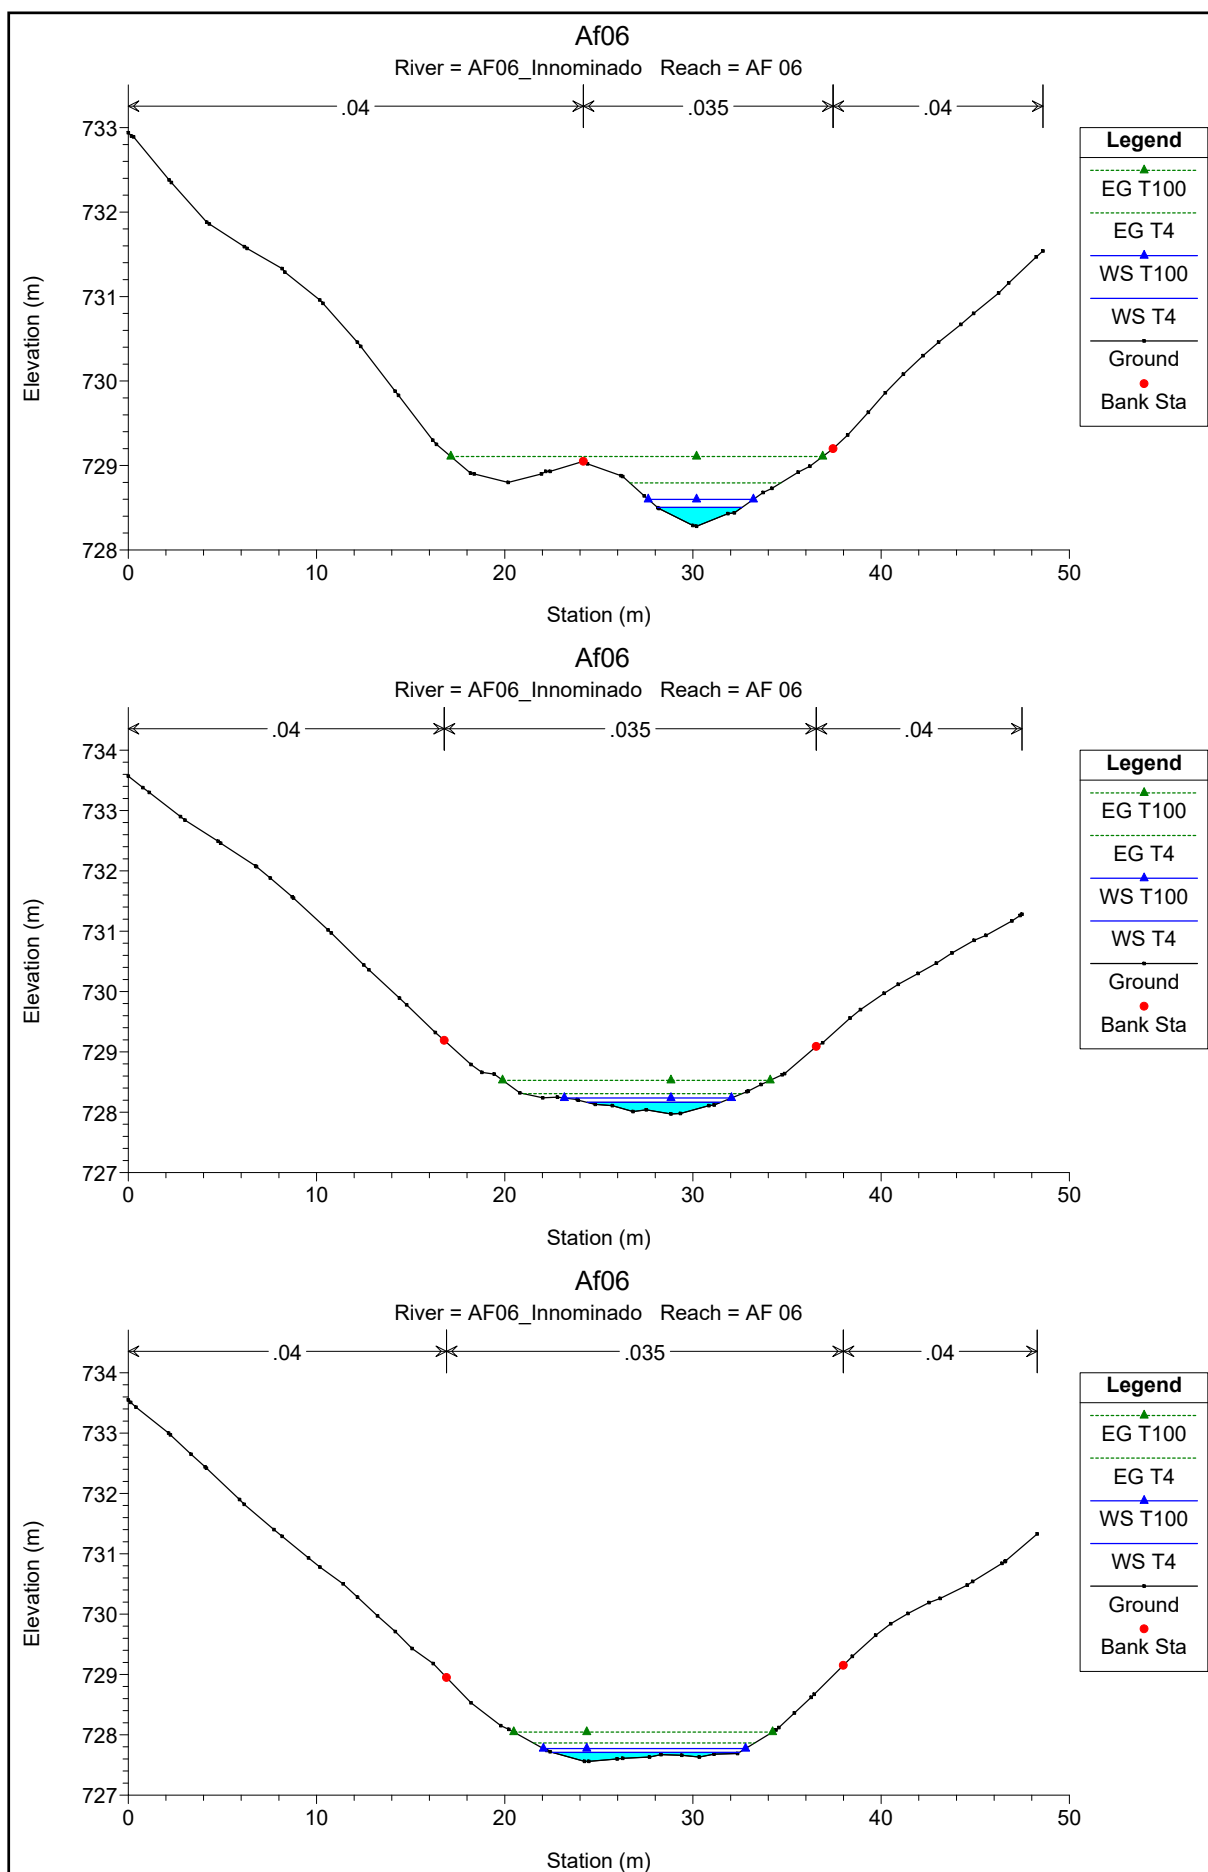 Af06
River = AF06_Innominado   Reach = AF 06
.04 .035 .04
733
732
731
730
729
728
Elevation (m)
0 10 20 30 40 50
Station (m)
Legend
EG T100
EG T4
WS T100
WS T4
Ground
Bank Sta
Af06
River = AF06_Innominado   Reach = AF 06
.04 .035 .04
734
733
732
731
730
729
728
727
Elevation (m)
0 10 20 30 40 50
Station (m)
Legend
EG T100
EG T4
WS T100
WS T4
Ground
Bank Sta
Af06
River = AF06_Innominado   Reach = AF 06
.04 .035 .04
734
733
732
731
730
729
728
727
Elevation (m)
0 10 20 30 40 50
Station (m)
Legend
EG T100
EG T4
WS T100
WS T4
Ground
Bank Sta